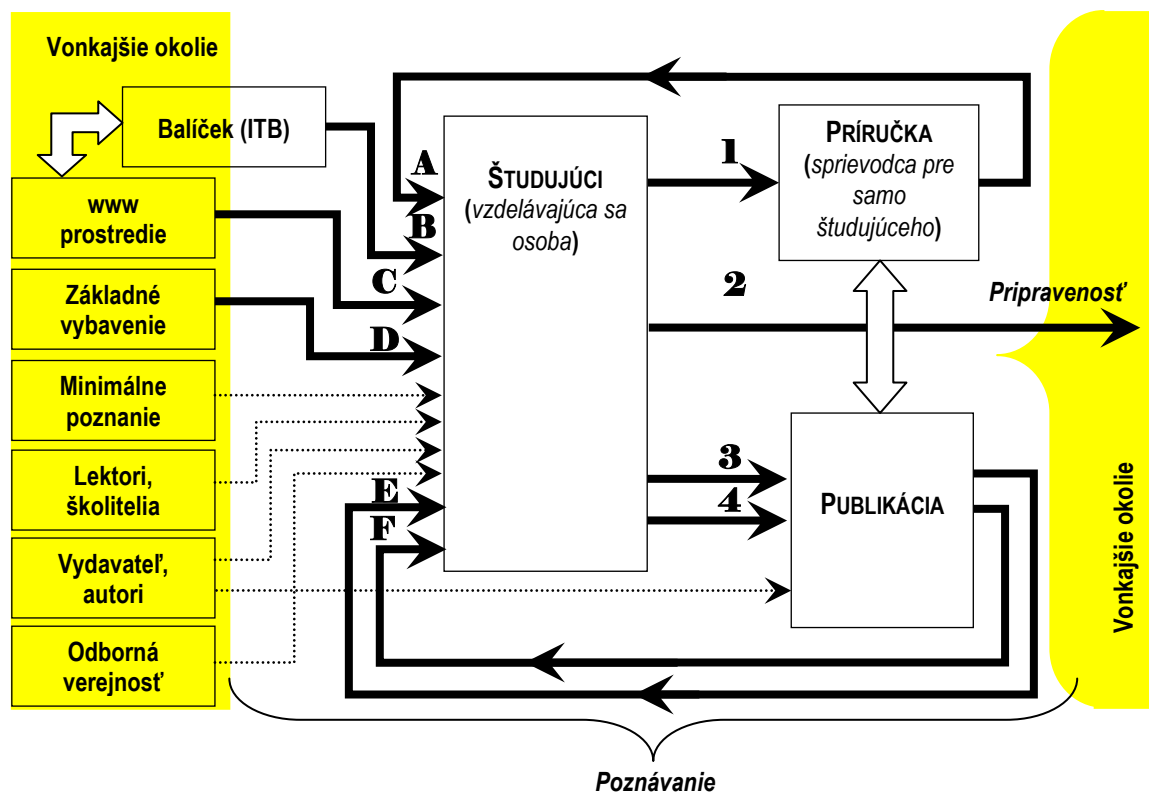 Vonkajšie okolie
Balíček (ITB)
www
prostredie
Základné
vybavenie
Minimálne
poznanie
Lektori,
školitelia
Vydavateľ,
autori
Odborná
verejnosť
A
B
C
D
E
F
ŠTUDUJÚCI
(vzdelávajúca sa
osoba)
1
2
3
4
PRÍRUČKA
(sprievodca pre
samo
študujúceho)
Pripravenosť
PUBLIKÁCIA
Vonkajšie okolie
Poznávanie